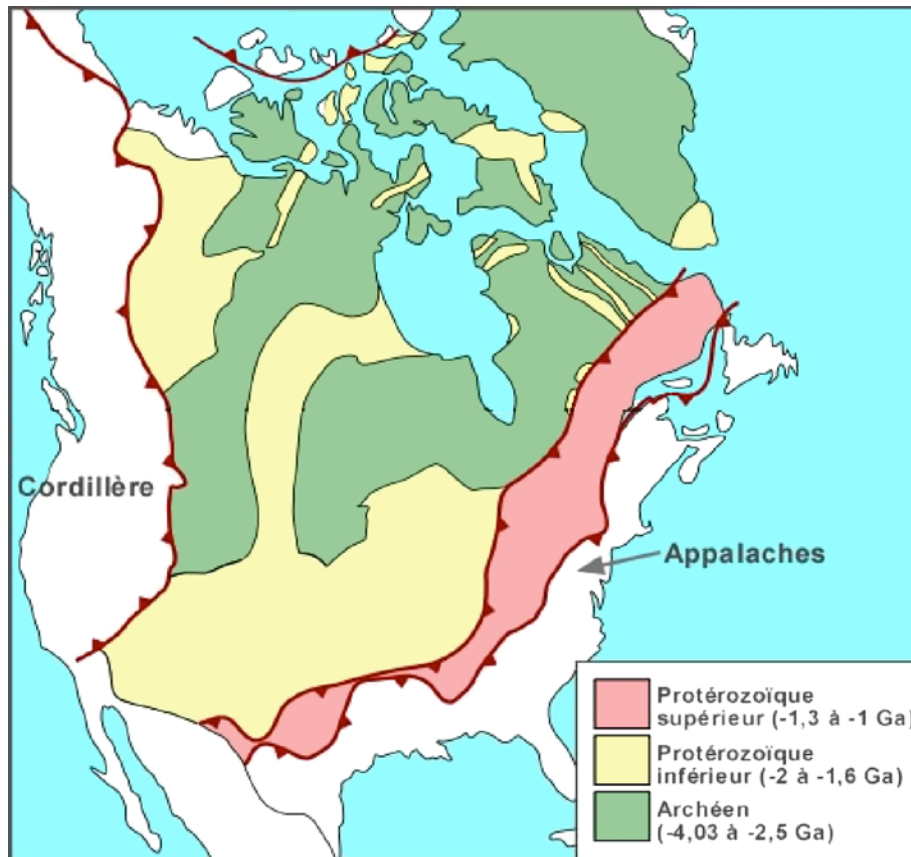 Cordillère
Appalaches
Protérozoïque
supérieur (-1,3 à -1 Ga)
Protérozoïque
inférieur (-2 à -1,6 Ga)
Archéen
(-4,03 à -2,5 Ga)